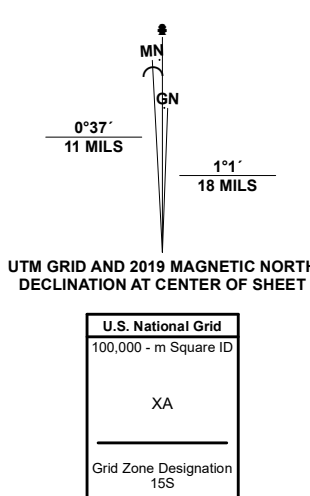 MN
GN
0°37´
11 MILS
1°1´
18 MILS
UTM GRID AND 2019 MAGNETIC NORTH
DECLINATION AT CENTER OF SHEET
U.S. National Grid
100,000 - m Square ID
XA
Grid Zone Designation
15S